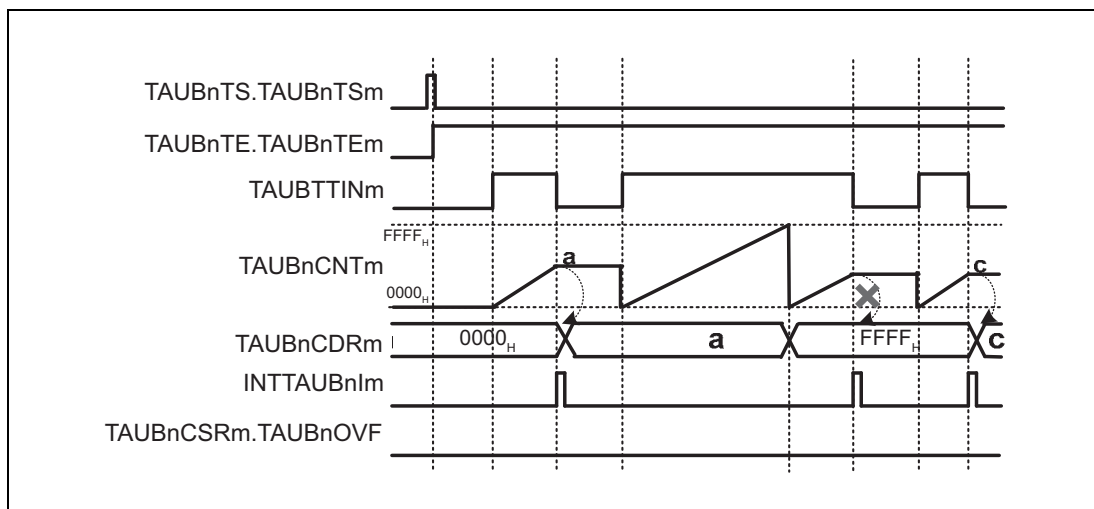 TAUBnTS.TAUBnTSm
TAUBnTE.TAUBnTEm
TAUBTTINm
FFFFH
TAUBnCNTm
a
c
0000H
TAUBnCDRm
0000H
a
FFFFH
c
INTTAUBnIm
TAUBnCSRm.TAUBnOVF